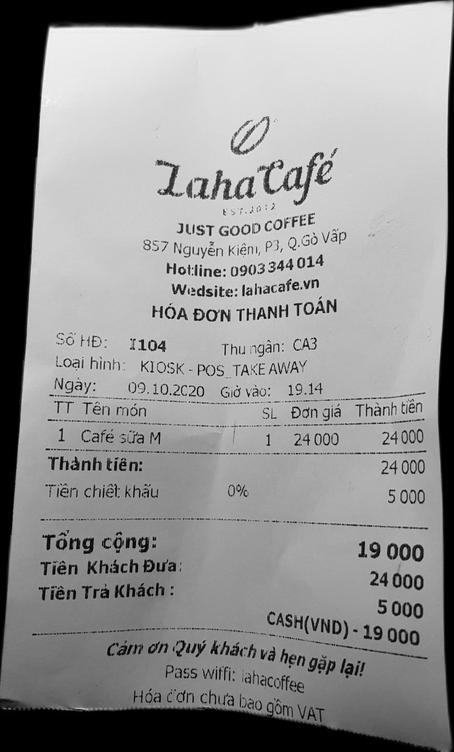 Laha Café
EST.2012
JUST GOOD COFFEE
857 Nguyễn Kiệm, P3, Q.Gò Vấp
Hotline: 0903 344 014
Wedsite: lahacafe.vn
HÓA ĐƠN THANH TOÁN
Số HĐ: I104 Thu ngân: CA3
Loại hình: KIOSK - POS_TAKE AWAY
Ngày: 09.10.2020 Giờ vào: 19.14
TT Tên món SL Đơn giá Thành tiền
1 Café sữa M 1 24 000 24 000
Thành tiền: 24 000
Tiền chiết khấu 0% 5 000
Tổng cộng: 19 000
Tiền Khách Đưa: 24 000
Tiền Trả Khách : 5 000
CASH(VND) - 19 000
Cảm ơn Quý khách và hẹn gặp lại!
Pass wiffi: lahacoffee
Hóa đơn chưa bao gồm VAT